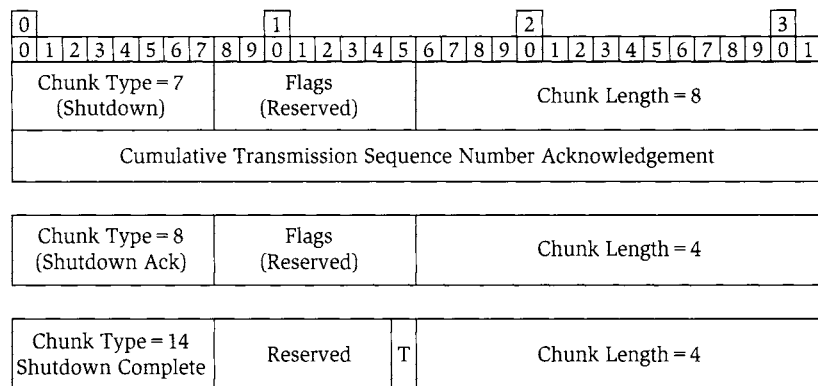 0 1 2 3
0 1 2 3 4 5 6 7 8 9 0 1 2 3 4 5 6 7 8 9 0 1 2 3 4 5 6 7 8 9 0 1
Chunk Type = 7 Flags Chunk Length = 8
(Shutdown) (Reserved)
Cumulative Transmission Sequence Number Acknowledgement
Chunk Type = 8 Flags Chunk Length = 4
(Shutdown Ack) (Reserved)
Chunk Type = 14 Reserved T Chunk Length = 4
Shutdown Complete